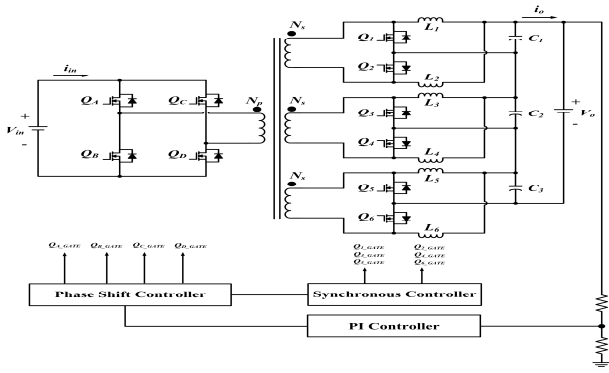 N_s
i_o
Q_1
L_1
C_1
Q_2
L_2
i_in
+
V_in
-
Q_A
Q_C
N_p
Q_B
Q_D
N_s
L_3
Q_3
C_2
Q_4
L_4
+
V_o
-
N_s
L_5
Q_5
C_3
Q_6
L_6
Q_A_GATE Q_B_GATE Q_C_GATE Q_D_GATE
Q_1_GATE Q_2_GATE
Q_3_GATE Q_4_GATE
Q_5_GATE Q_6_GATE
Phase Shift Controller
Synchronous Controller
PI Controller